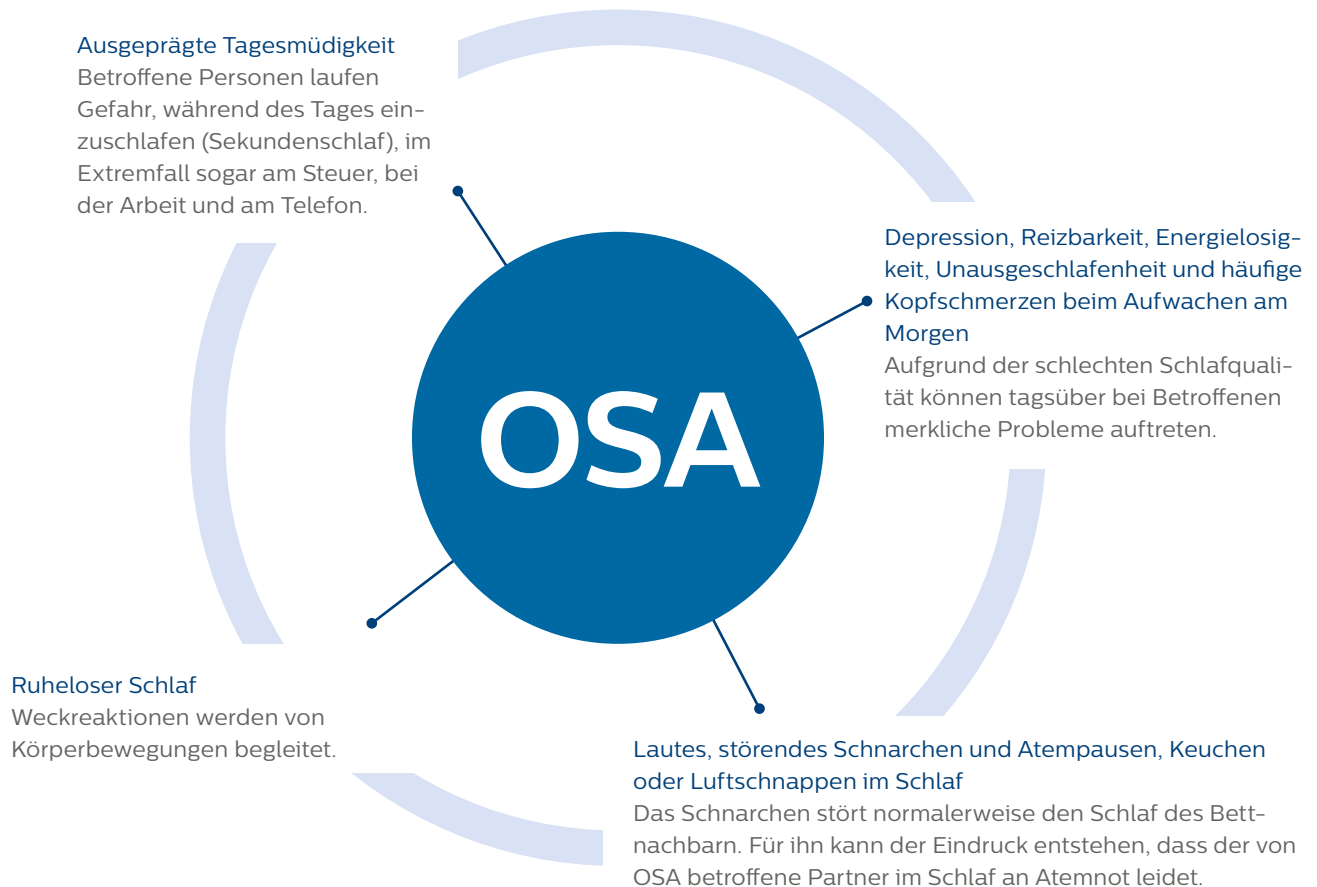 Ausgeprägte Tagesmüdigkeit
Betroffene Personen laufen
Gefahr, während des Tages ein-
zuschlafen (Sekundenschlaf), im
Extremfall sogar am Steuer, bei
der Arbeit und am Telefon.
Depression, Reizbarkeit, Energielosig-
keit, Unausgeschlafenheit und häufige
Kopfschmerzen beim Aufwachen am
Morgen
Aufgrund der schlechten Schlafquali-
tät können tagsüber bei Betroffenen
merkliche Probleme auftreten.
OSA
Ruheloser Schlaf
Weckreaktionen werden von
Körperbewegungen begleitet.
Lautes, störendes Schnarchen und Atempausen, Keuchen
oder Luftschnappen im Schlaf
Das Schnarchen stört normalerweise den Schlaf des Bett-
nachbarn. Für ihn kann der Eindruck entstehen, dass der von
OSA betroffene Partner im Schlaf an Atemnot leidet.